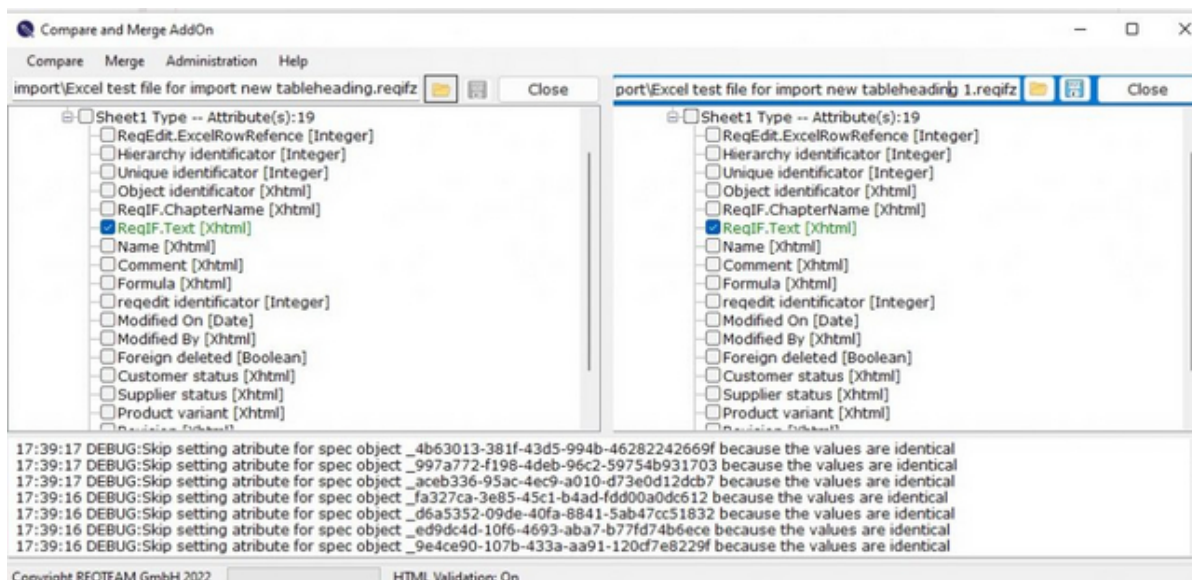 Compare and Merge AddOn
Compare Merge Administration Help
import\Excel test file for import new tableheading.reqifz Close
port\Excel test file for import new tableheading 1.reqifz Close
Sheet1 Type -- Attribute(s):19
ReqEdit.ExcelRowRefence [Integer]
Hierarchy identificator [Integer]
Unique identificator [Integer]
Object identificator [Xhtml]
ReqIF.ChapterName [Xhtml]
ReqIF.Text [Xhtml]
Name [Xhtml]
Comment [Xhtml]
Formula [Xhtml]
reqedit identificator [Integer]
Modified On [Date]
Modified By [Xhtml]
Foreign deleted [Boolean]
Customer status [Xhtml]
Supplier status [Xhtml]
Product variant [Xhtml]
Revision [Xhtml]
Sheet1 Type -- Attribute(s):19
ReqEdit.ExcelRowRefence [Integer]
Hierarchy identificator [Integer]
Unique identificator [Integer]
Object identificator [Xhtml]
ReqIF.ChapterName [Xhtml]
ReqIF.Text [Xhtml]
Name [Xhtml]
Comment [Xhtml]
Formula [Xhtml]
reqedit identificator [Integer]
Modified On [Date]
Modified By [Xhtml]
Foreign deleted [Boolean]
Customer status [Xhtml]
Supplier status [Xhtml]
Product variant [Xhtml]
Revision [Xhtml]
17:39:17 DEBUG:Skip setting atribute for spec object _4b63013-381f-43d5-994b-46282242669f because the values are identical
17:39:17 DEBUG:Skip setting atribute for spec object _997a772-f198-4deb-96c2-59754b931703 because the values are identical
17:39:17 DEBUG:Skip setting atribute for spec object _aceb336-95ac-4ec9-a010-d73e0d12dcb7 because the values are identical
17:39:16 DEBUG:Skip setting atribute for spec object _fa327ca-3e85-45c1-b4ad-fdd00a0dc612 because the values are identical
17:39:16 DEBUG:Skip setting atribute for spec object _d6a5352-09de-40fa-8841-5ab47cc51832 because the values are identical
17:39:16 DEBUG:Skip setting atribute for spec object _ed9dc4d-10f6-4693-aba7-b77fd74b6ece because the values are identical
17:39:16 DEBUG:Skip setting atribute for spec object _9e4ce90-107b-433a-aa91-120cf7e8229f because the values are identical
Copyright REQTEAM GmbH 2022 HTML Validation: On